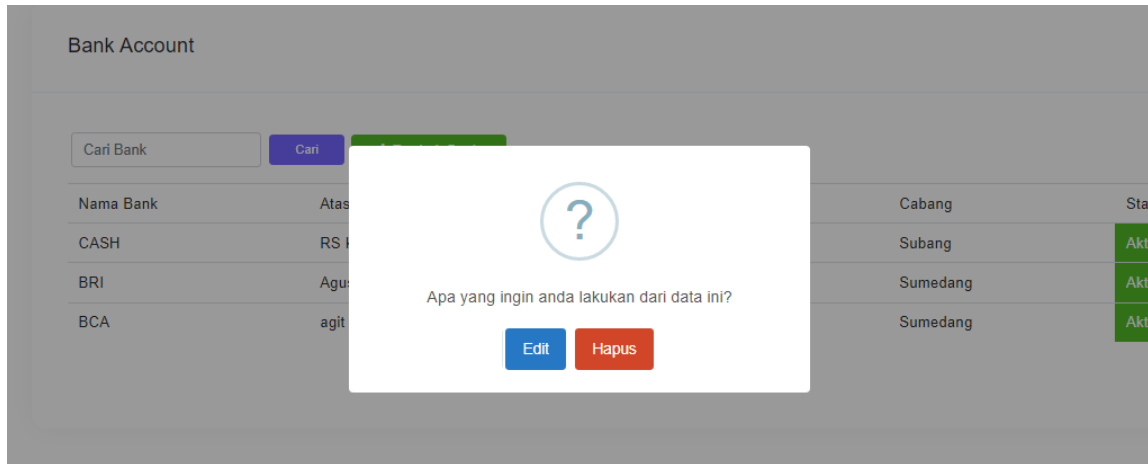 Bank Account
Cari Bank Cari
Nama Bank Atas Cabang Sta
CASH RS Subang Akt
BRI Agus Sumedang Akt
BCA agit Sumedang Akt
?
Apa yang ingin anda lakukan dari data ini?
Edit Hapus